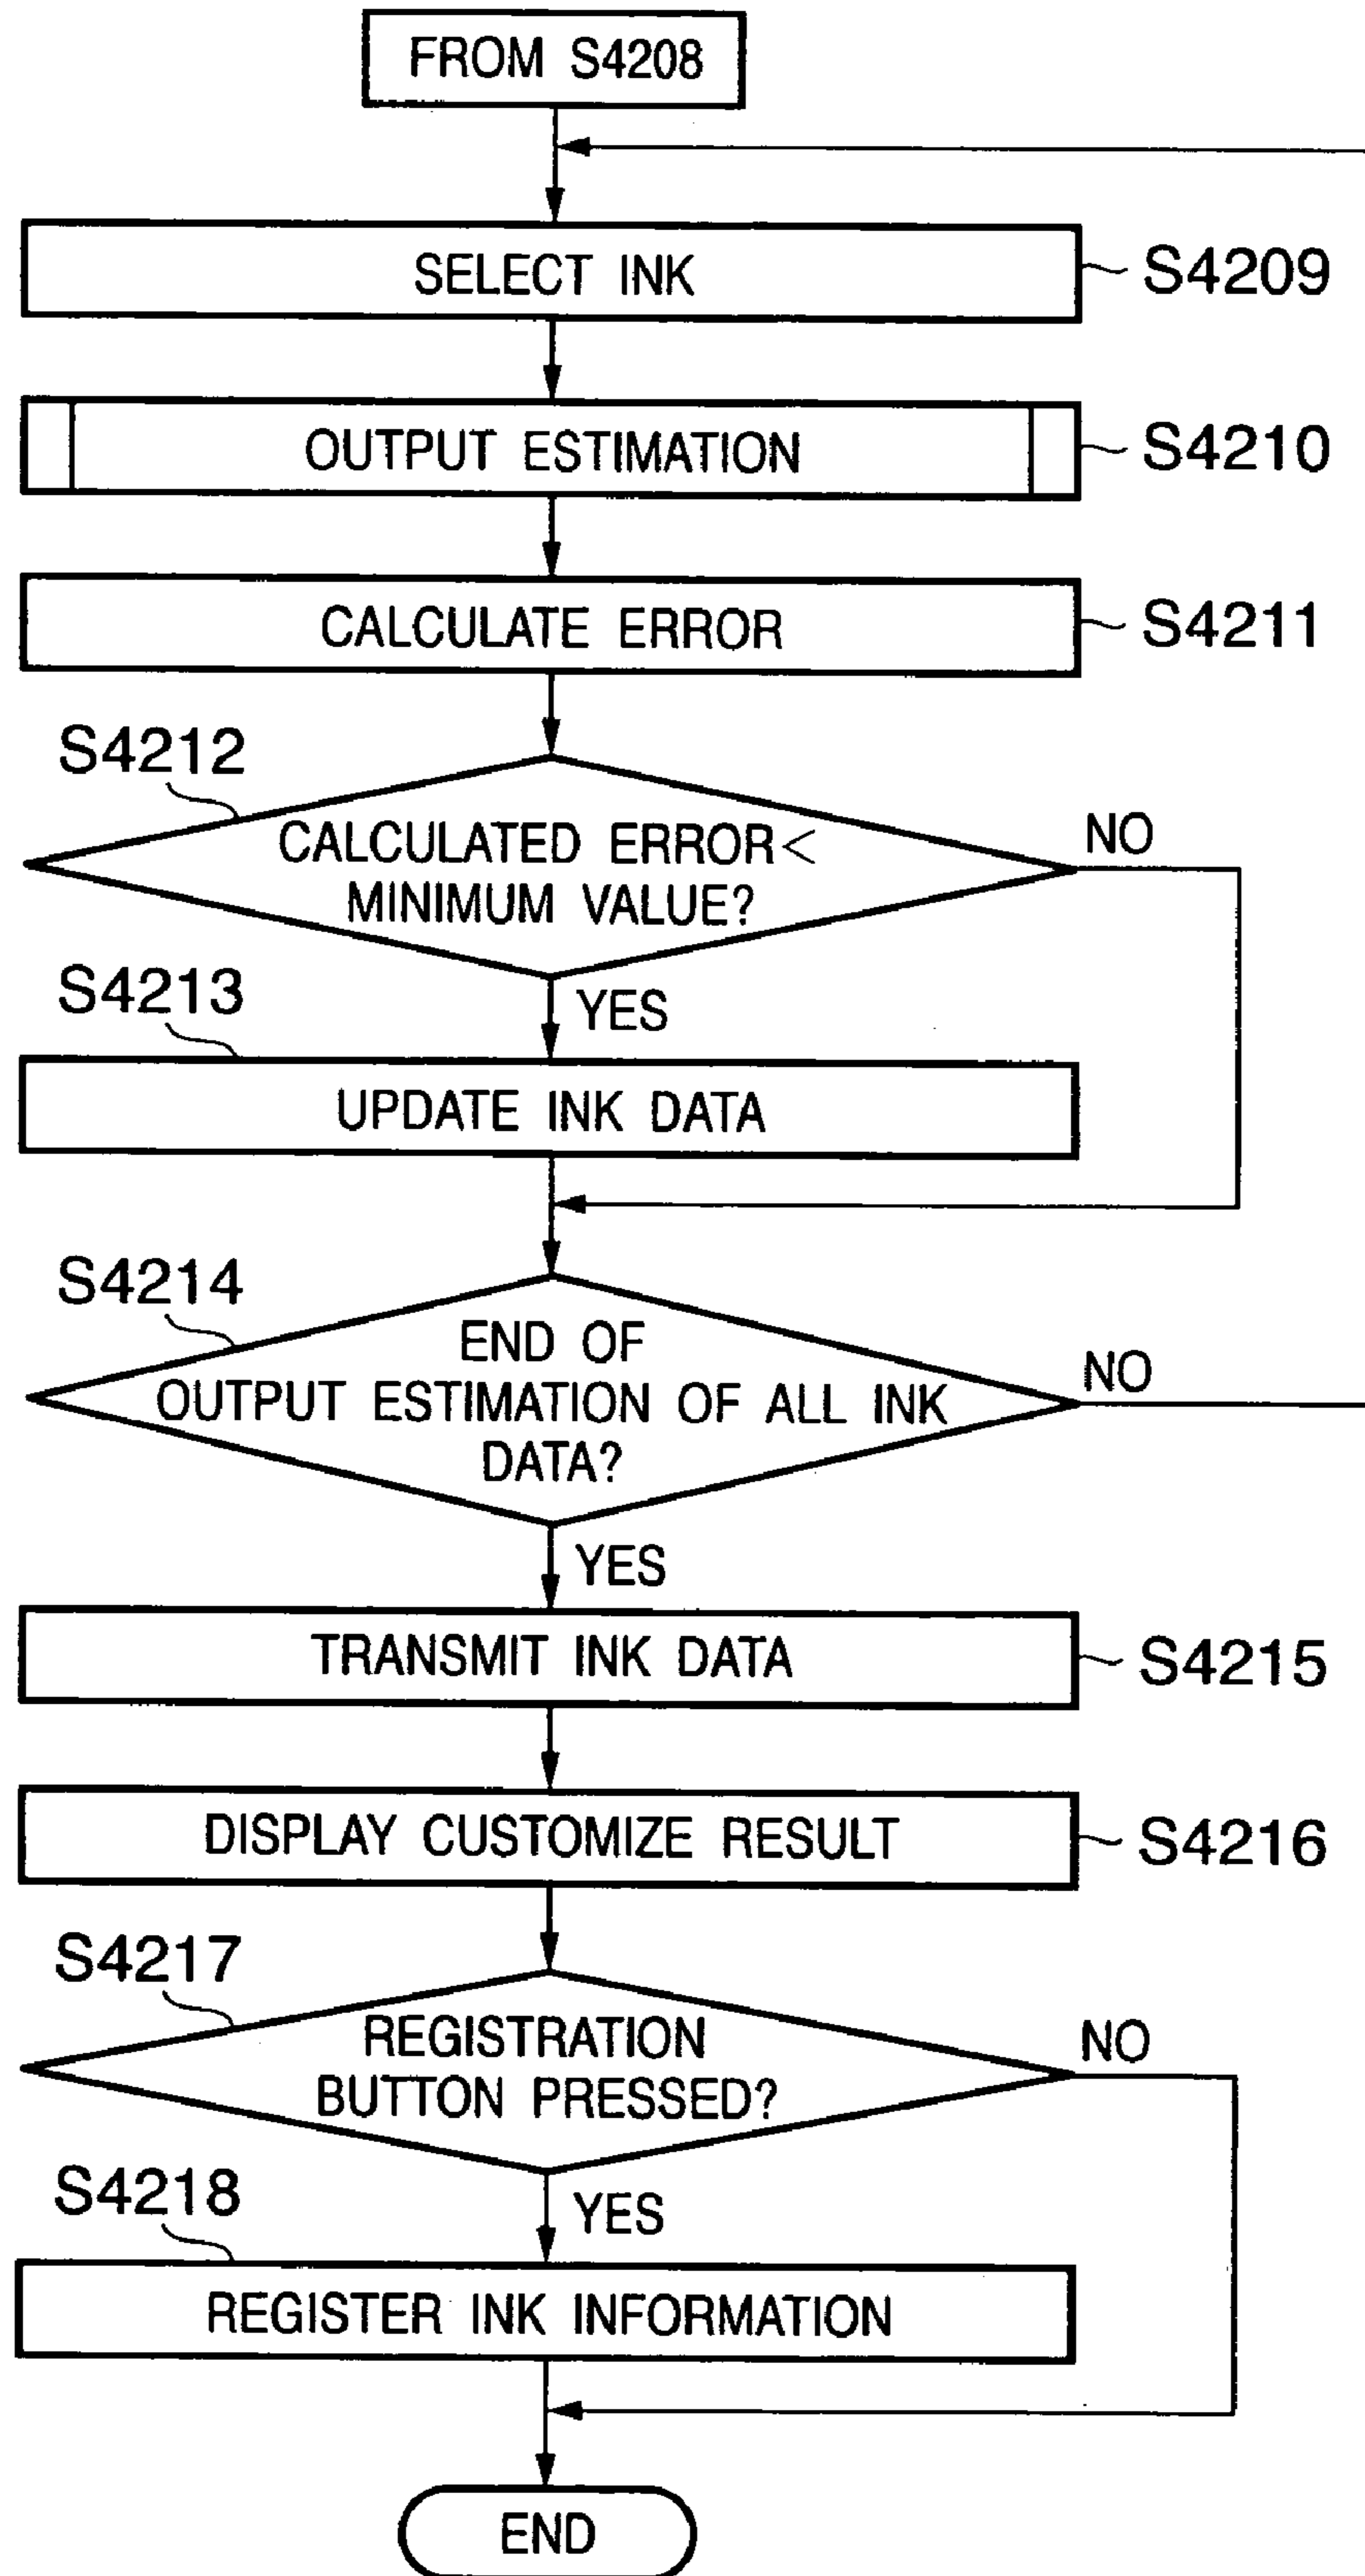 FROM S4208
SELECT INK
S4209
OUTPUT ESTIMATION
S4210
CALCULATE ERROR
S4211
S4212
CALCULATED ERROR<
MINIMUM VALUE?
NO
YES
S4213
UPDATE INK DATA
S4214
END OF
OUTPUT ESTIMATION OF ALL INK
DATA?
NO
YES
TRANSMIT INK DATA
S4215
DISPLAY CUSTOMIZE RESULT
S4216
S4217
REGISTRATION
BUTTON PRESSED?
NO
YES
S4218
REGISTER INK INFORMATION
END